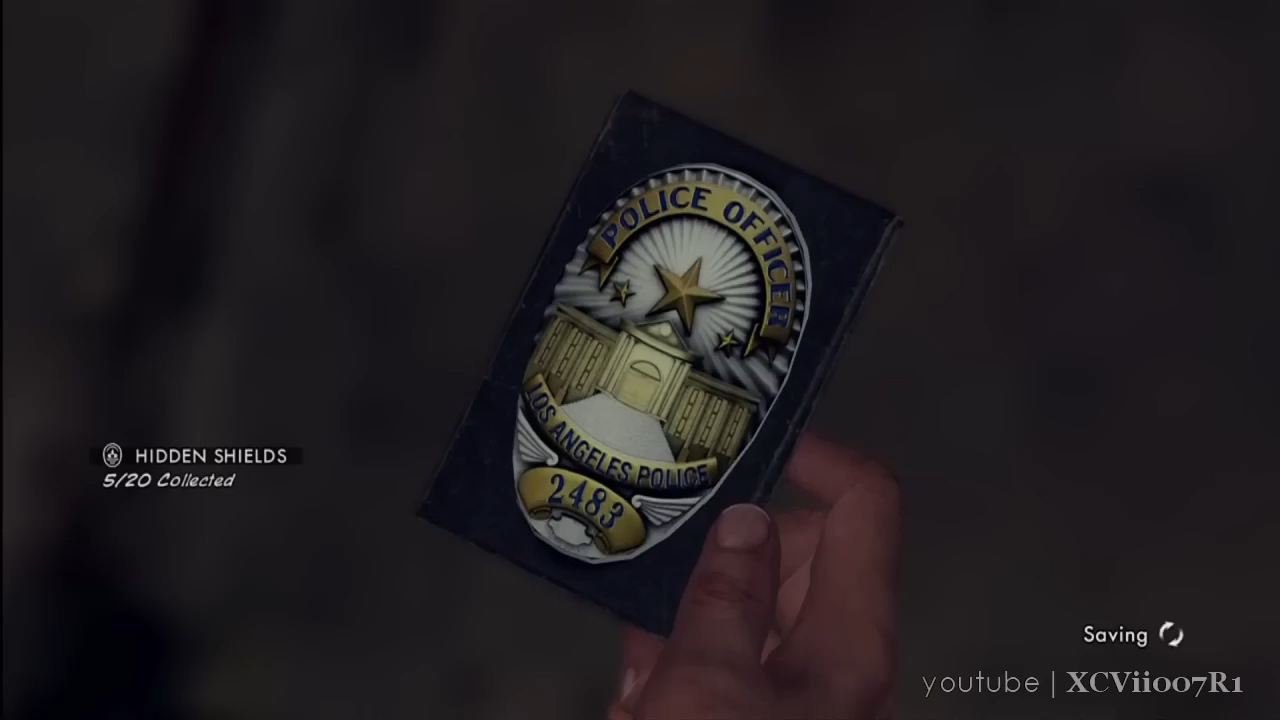 POLICE OFFICER
LOS ANGELES POLICE
2483
HIDDEN SHIELDS
5/20 Collected
Saving
youtube | XCVii007R1